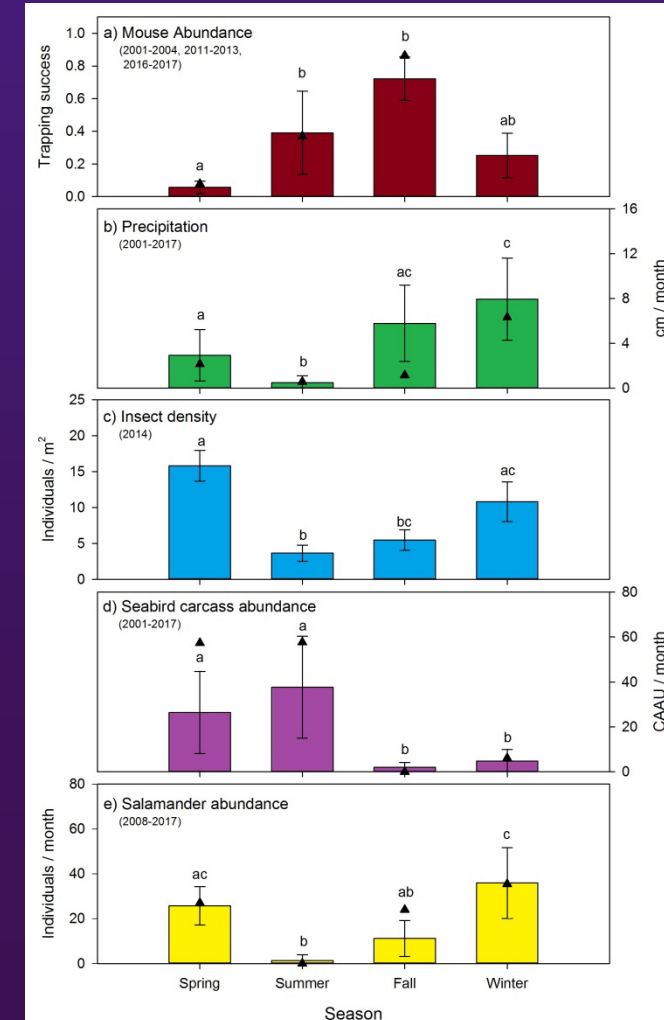 a) Mouse Abundance
(2001-2004, 2011-2013,
2016-2017)
Trapping success
1.0
0.8
0.6
0.4
0.2
0.0
a
b
b
ab
b) Precipitation
(2001-2017)
16
12
8
4
0
cm / month
a
b
ac
c
c) Insect density
(2014)
Individuals / m²
25
20
15
10
5
0
a
b
bc
ac
d) Seabird carcass abundance
(2001-2017)
80
60
40
20
0
CAAU / month
a
a
b
b
e) Salamander abundance
(2008-2017)
Individuals / month
80
60
40
20
0
ac
b
ab
c
Spring Summer Fall Winter
Season